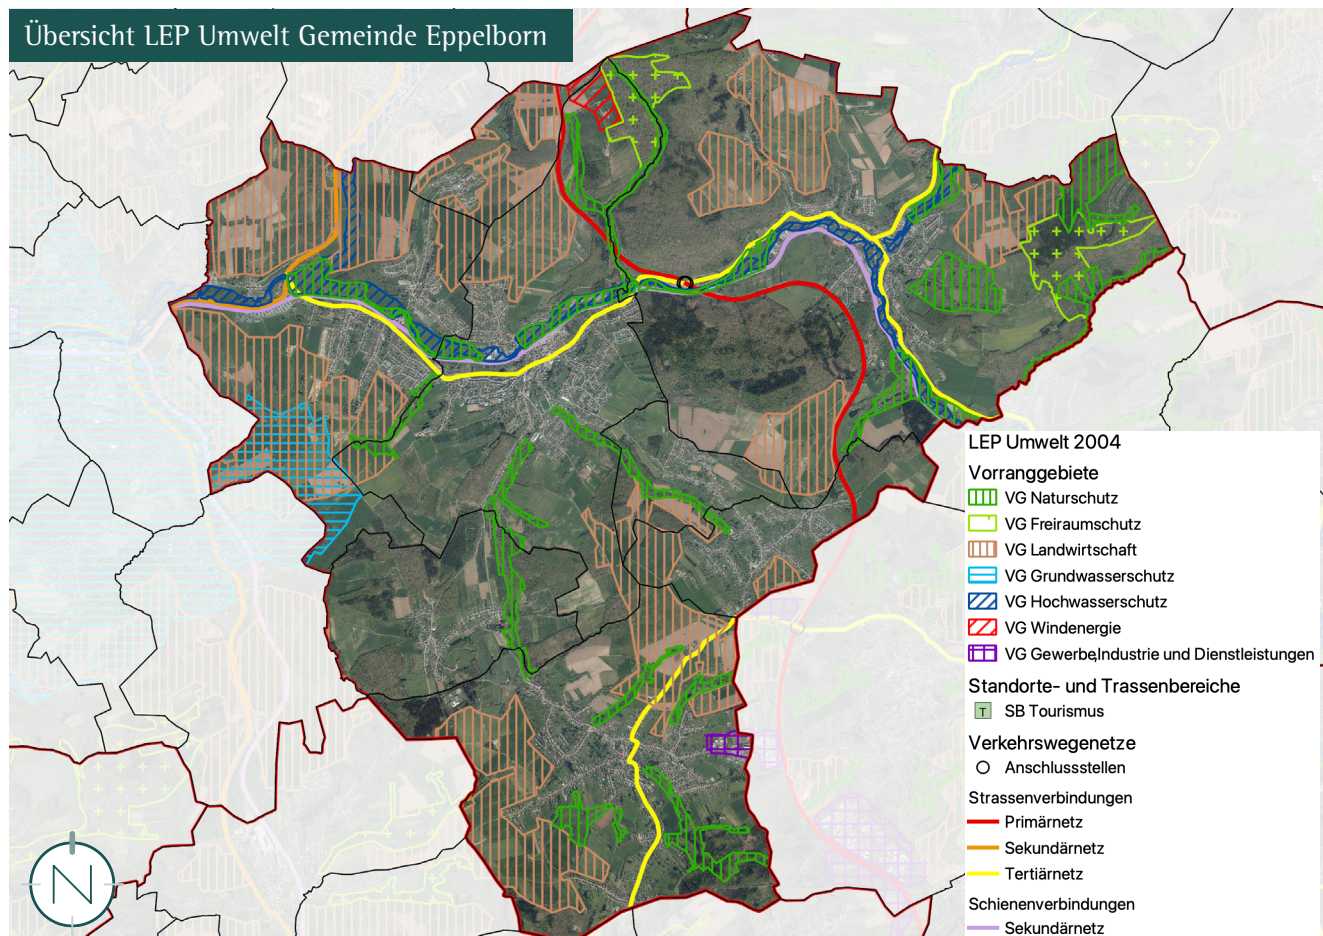 Übersicht LEP Umwelt Gemeinde Eppelborn
LEP Umwelt 2004
Vorranggebiete
VG Naturschutz
VG Freiraumschutz
VG Landwirtschaft
VG Grundwasserschutz
VG Hochwasserschutz
VG Windenergie
VG Gewerbe,Industrie und Dienstleistungen
Standorte- und Trassenbereiche
T SB Tourismus
Verkehrswegenetze
Anschlussstellen
Strassenverbindungen
Primärnetz
Sekundärnetz
Tertiärnetz
Schienenverbindungen
Sekundärnetz
N